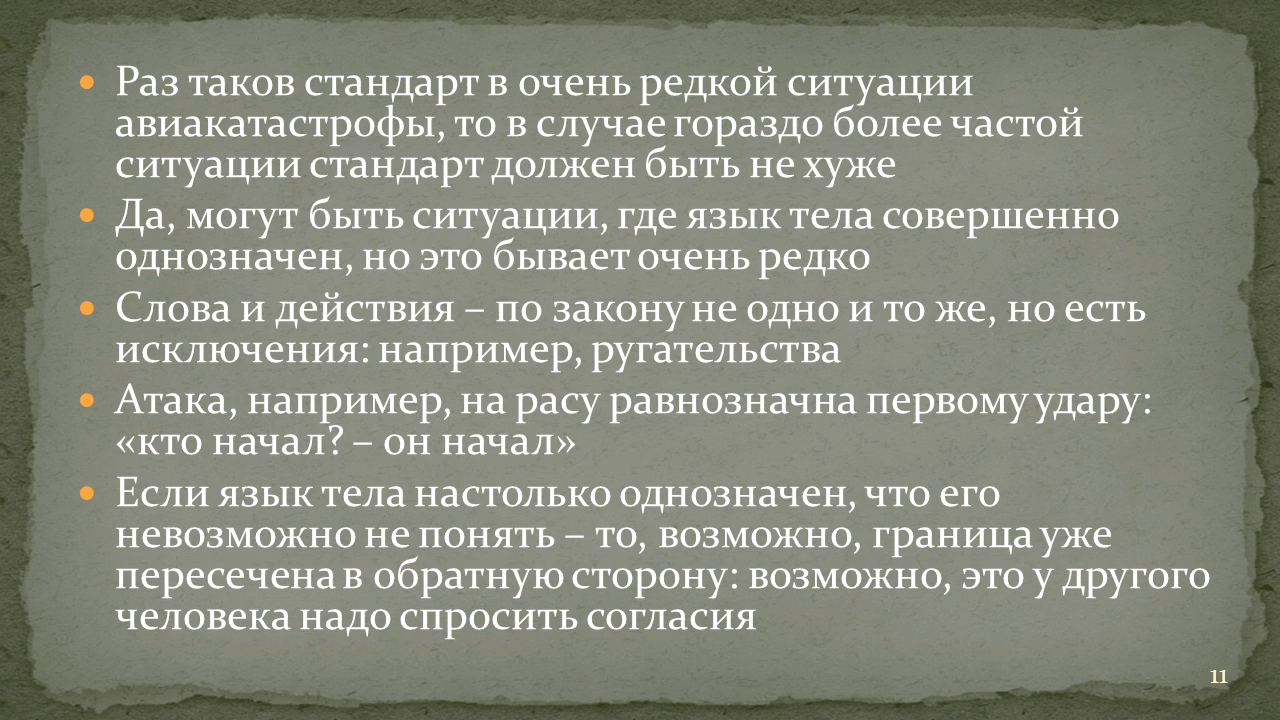 • Раз таков стандарт в очень редкой ситуации
авиакатастрофы, то в случае гораздо более частой
ситуации стандарт должен быть не хуже
• Да, могут быть ситуации, где язык тела совершенно
однозначен, но это бывает очень редко
• Слова и действия – по закону не одно и то же, но есть
исключения: например, ругательства
• Атака, например, на расу равнозначна первому удару:
«кто начал? – он начал»
• Если язык тела настолько однозначен, что его
невозможно не понять – то, возможно, граница уже
пересечена в обратную сторону: возможно, это у другого
человека надо спросить согласия
11